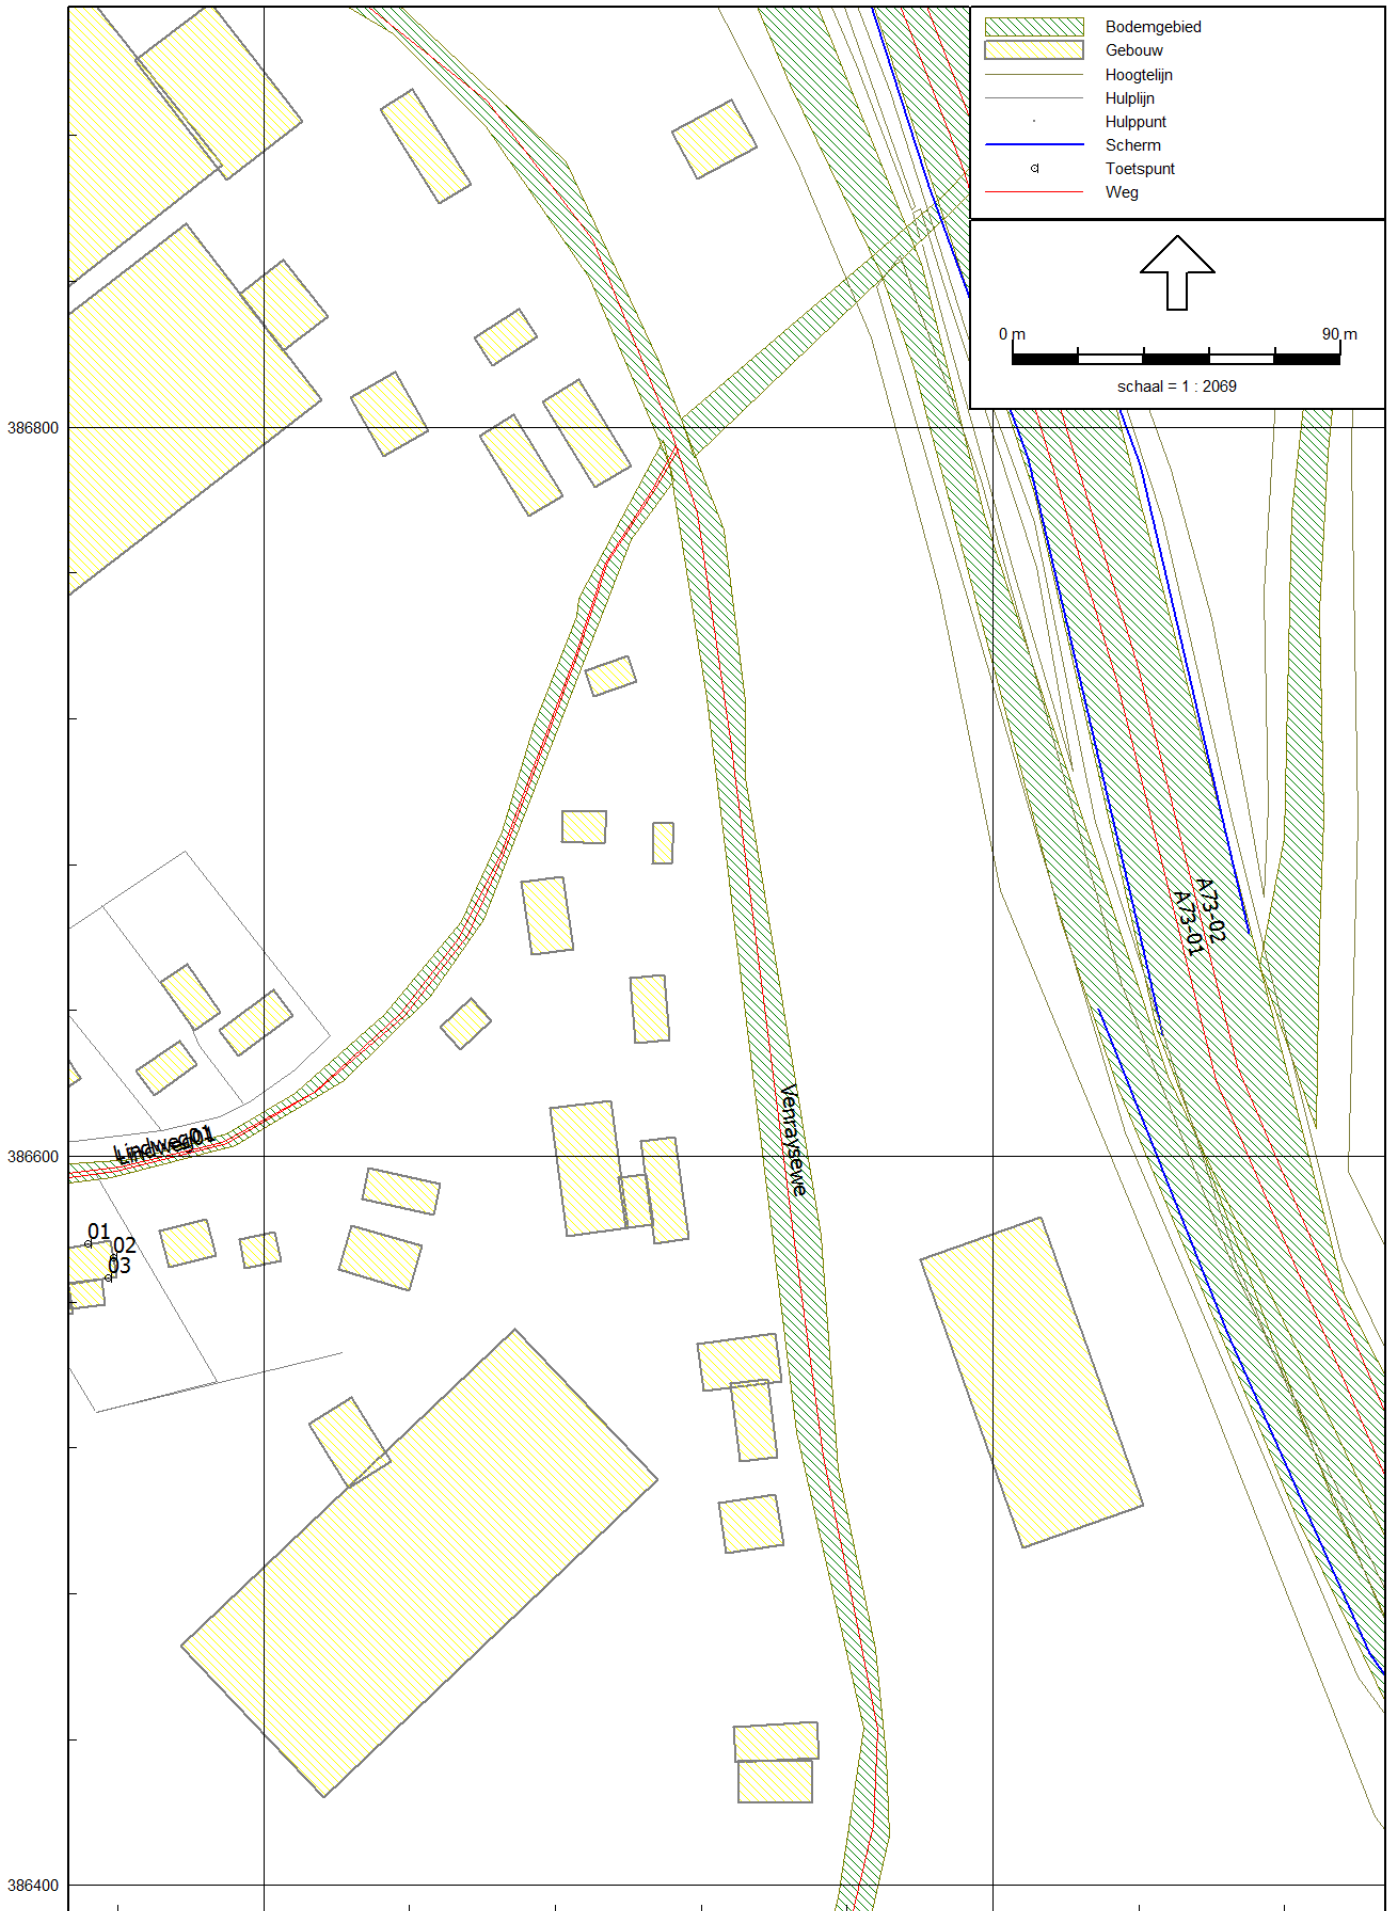 Bodemgebied
Gebouw
Hoogtelijn
Hulplijn
Hulppunt
Scherm
Toetspunt
Weg
0 m 90 m
schaal = 1 : 2069
386800
A73-02
A73-01
Venraysewe
Lindweg01
386600
01
02
03
386400